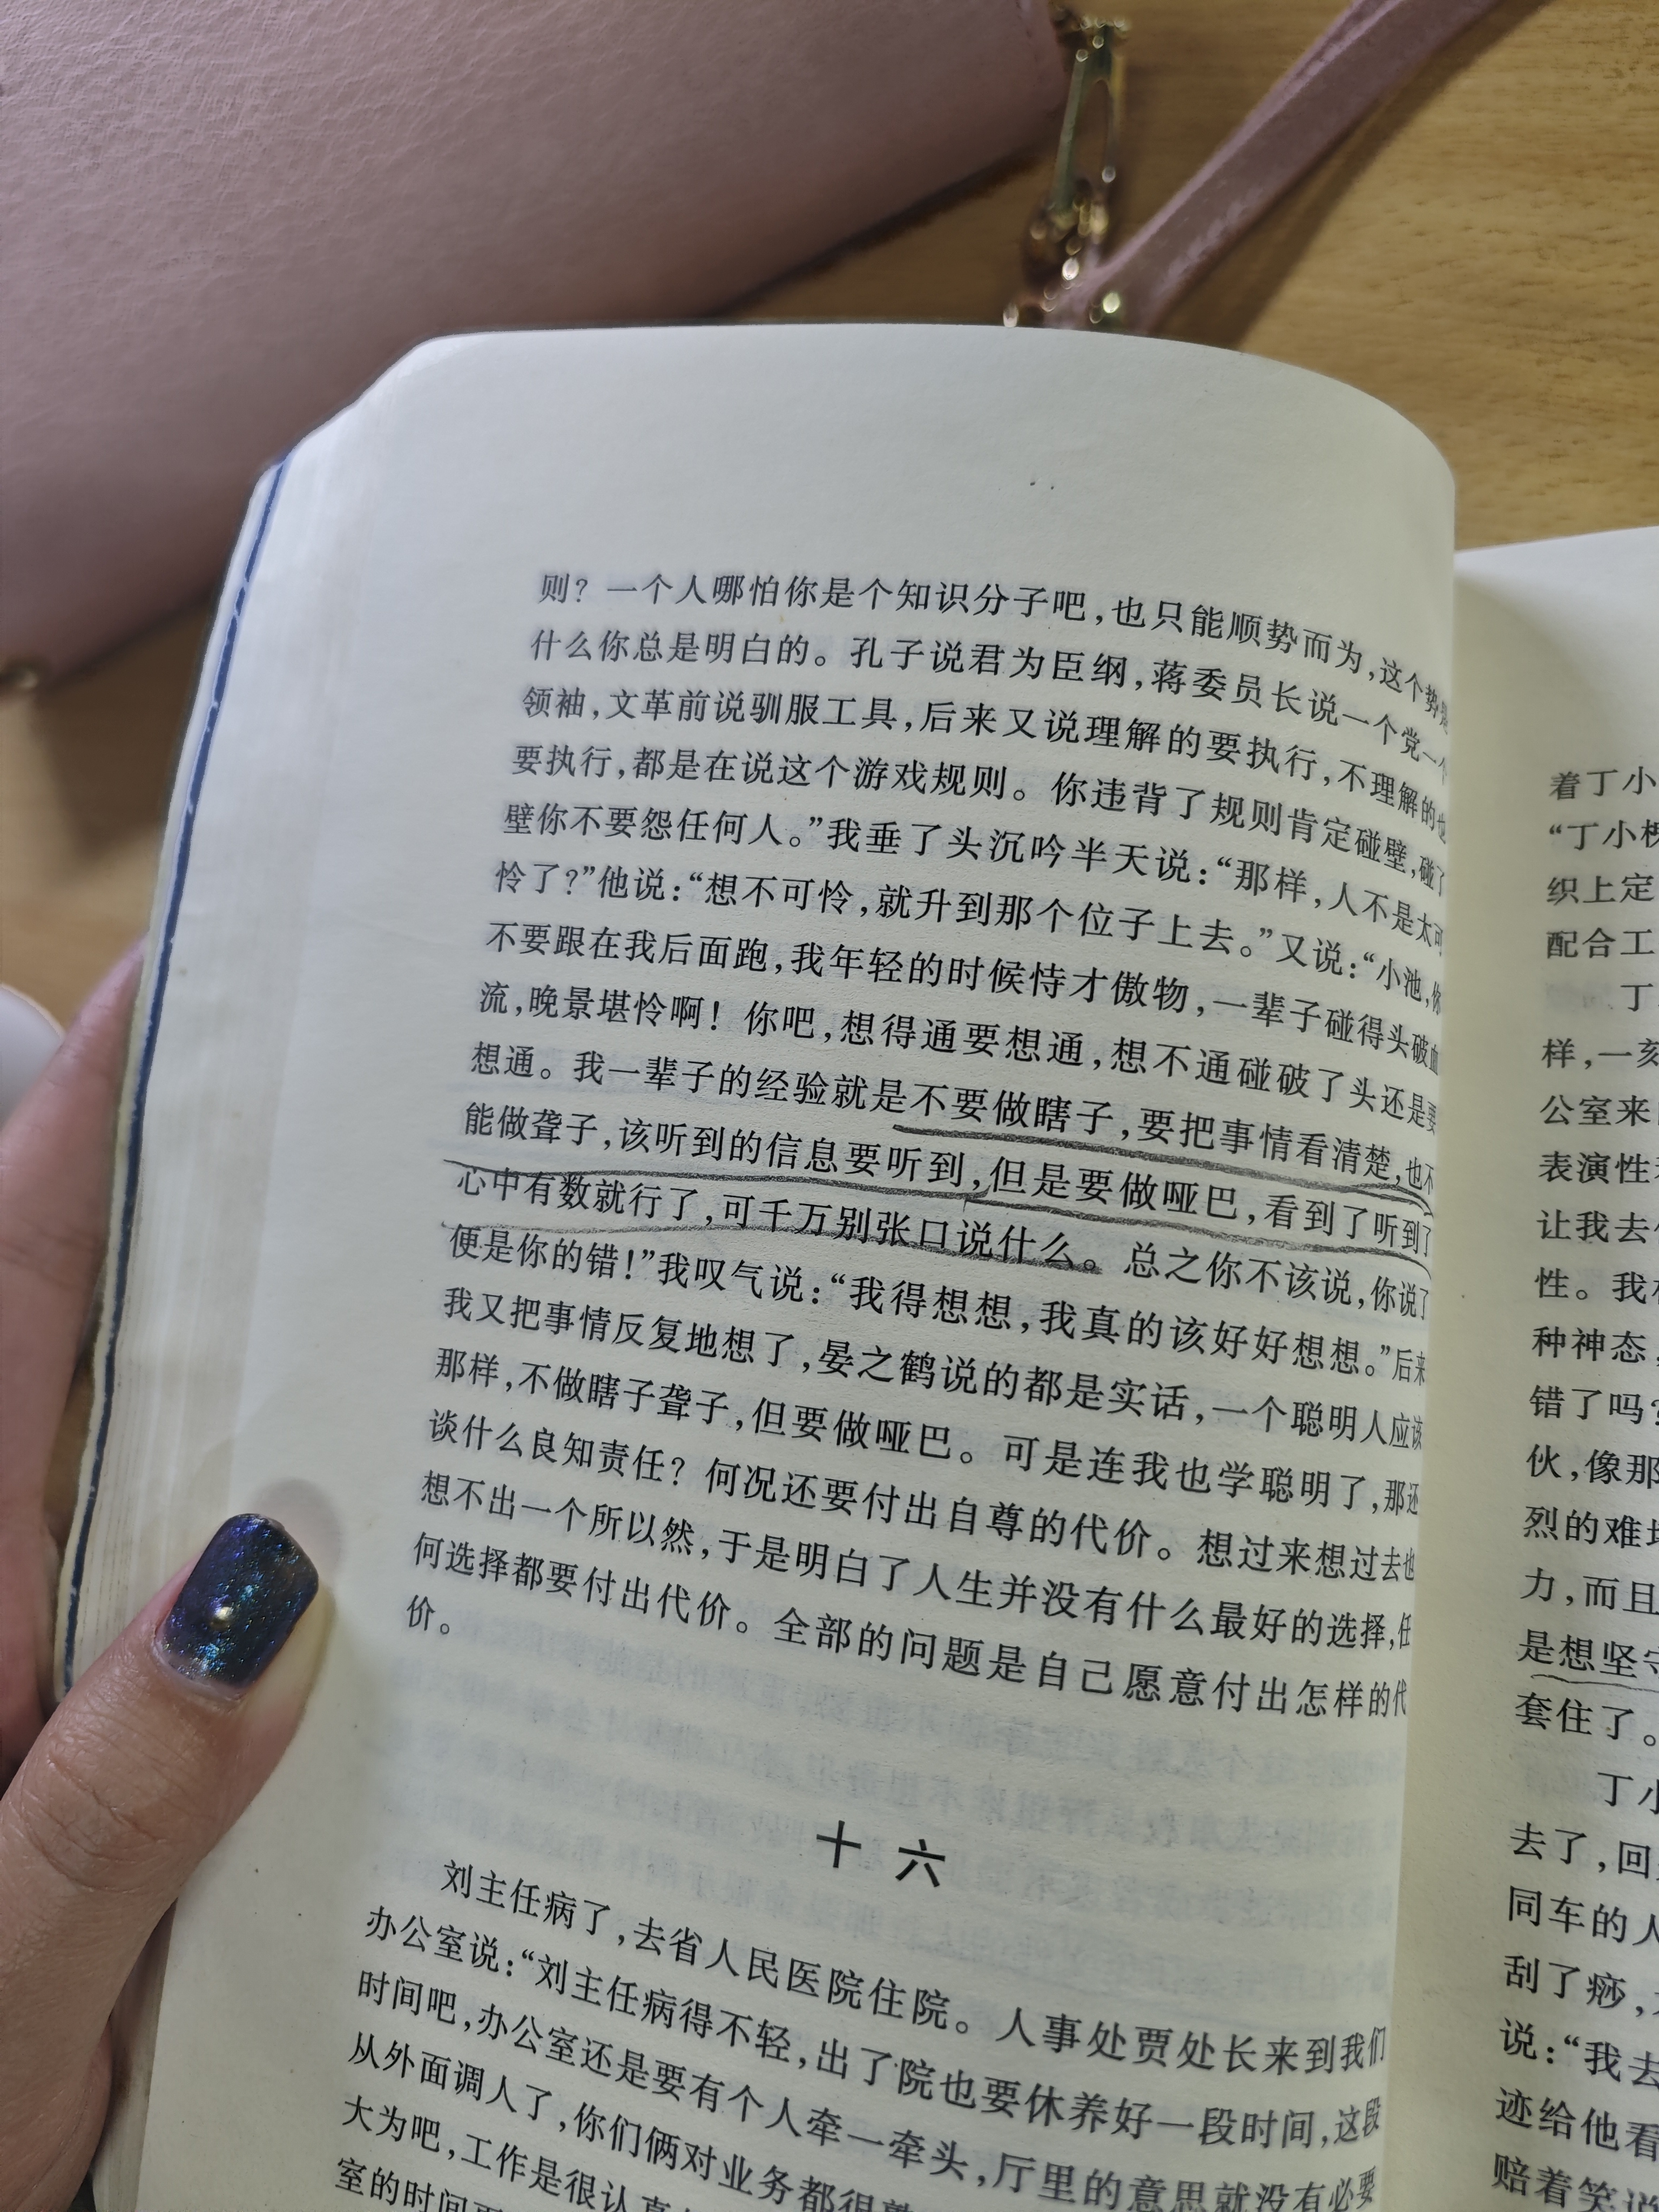 则？一个人哪怕你是个知识分子吧，也只能顺势而为，这个势是
什么你总是明白的。孔子说君为臣纲，蒋委员长说一个党一个
领袖，文革前说驯服工具，后来又说理解的要执行，不理解的也
要执行，都是在说这个游戏规则。你违背了规则肯定碰壁，碰了
壁你不要怨任何人。”我垂了头沉吟半天说：“那样，人不是太可
怜了？”他说：“想不可怜，就升到那个位子上去。”又说：“小池，你
不要跟在我后面跑，我年轻的时候恃才傲物，一辈子碰得头破血
流，晚景堪怜啊！你吧，想得通要想通，想不通碰破了头还是要
想通。我一辈子的经验就是不要做瞎子，要把事情看清楚，也不
能做聋子，该听到的信息要听到，但是要做哑巴，看到了听到了
心中有数就行了，可千万别张口说什么。总之你不该说，你说了
便是你的错！”我叹气说：“我得想想，我真的该好好想想。”后来
我又把事情反复地想了，晏之鹤说的都是实话，一个聪明人应该
那样，不做瞎子聋子，但要做哑巴。可是连我也学聪明了，那还
谈什么良知责任？何况还要付出自尊的代价。想过来想过去也
想不出一个所以然，于是明白了人生并没有什么最好的选择，任
何选择都要付出代价。全部的问题是自己愿意付出怎样的代
价。
十六
刘主任病了，去省人民医院住院。人事处贾处长来到我们
办公室说：“刘主任病得不轻，出了院也要休养好一段时间，这段
时间吧，办公室还是要有个人牵一牵头，厅里的意思就没有必要
从外面调人了，你们俩对业务都很
大为吧，工作是很认真
室的时间
着丁小
“丁小槐
织上定
配合工
丁
样，一刻
公室来
表演性
让我去
性。我
种神态，
错了吗？
伙，像那
烈的难
力，而且
是想坚守
套住了。
丁小
去了，回
同车的人
刮了痧，
说：“我去
迹给他看
赔着笑说